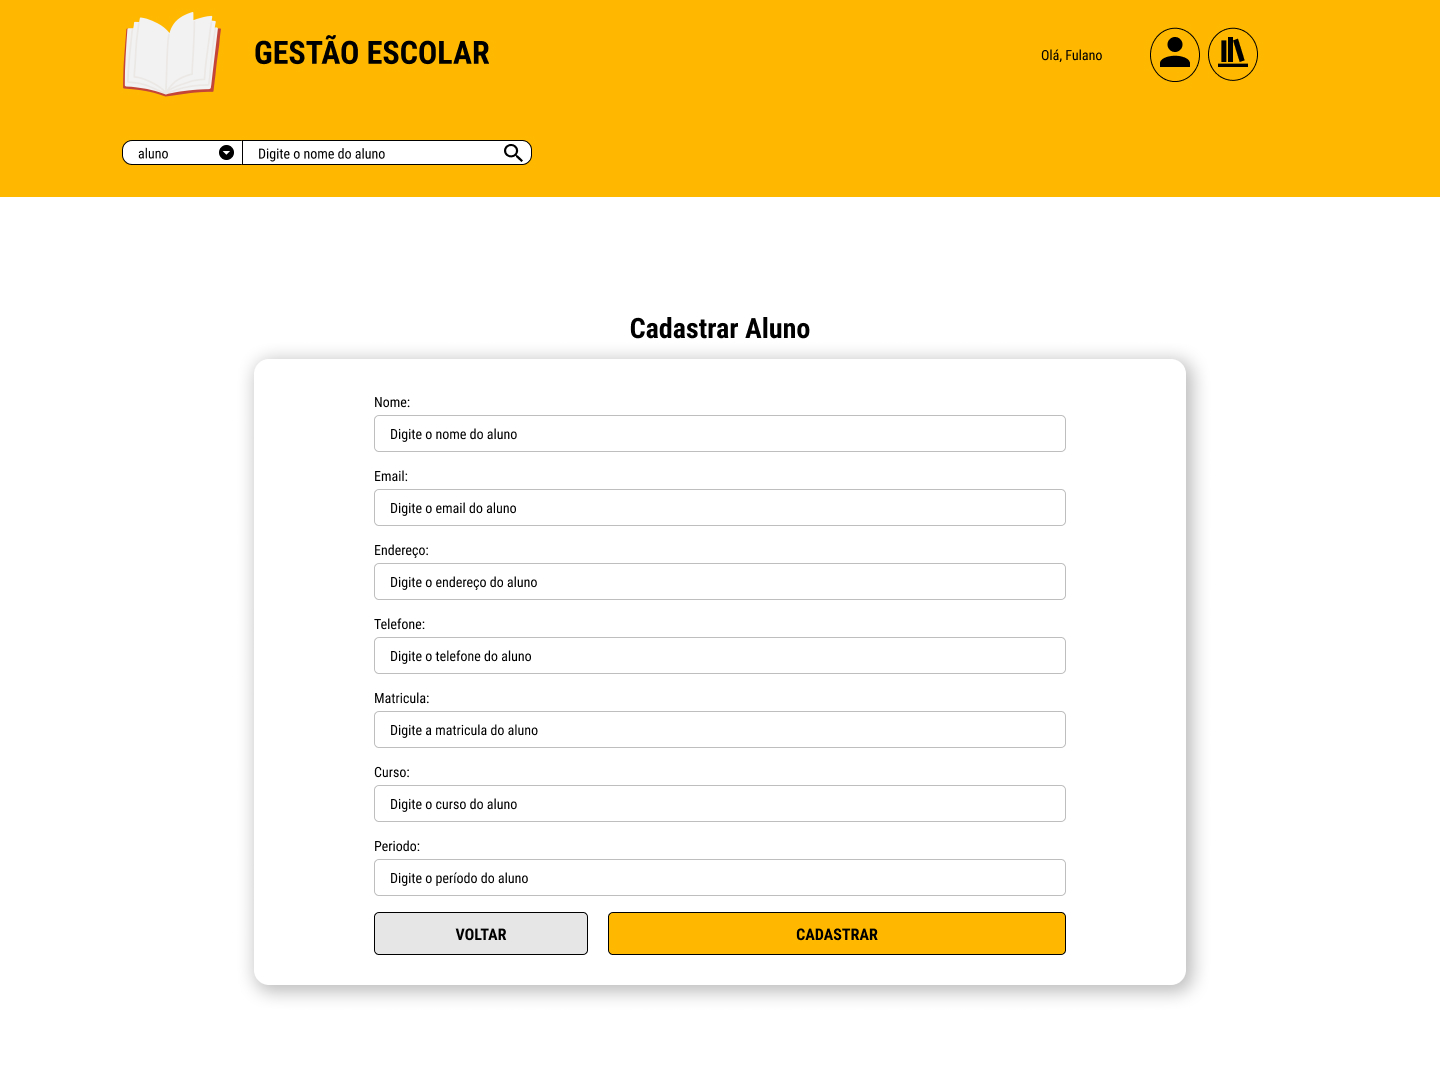 GESTÃO ESCOLAR
Olá, Fulano
aluno
Digite o nome do aluno
Cadastrar Aluno
Nome:
Digite o nome do aluno
Email:
Digite o email do aluno
Endereço:
Digite o endereço do aluno
Telefone:
Digite o telefone do aluno
Matricula:
Digite a matricula do aluno
Curso:
Digite o curso do aluno
Periodo:
Digite o período do aluno
VOLTAR
CADASTRAR